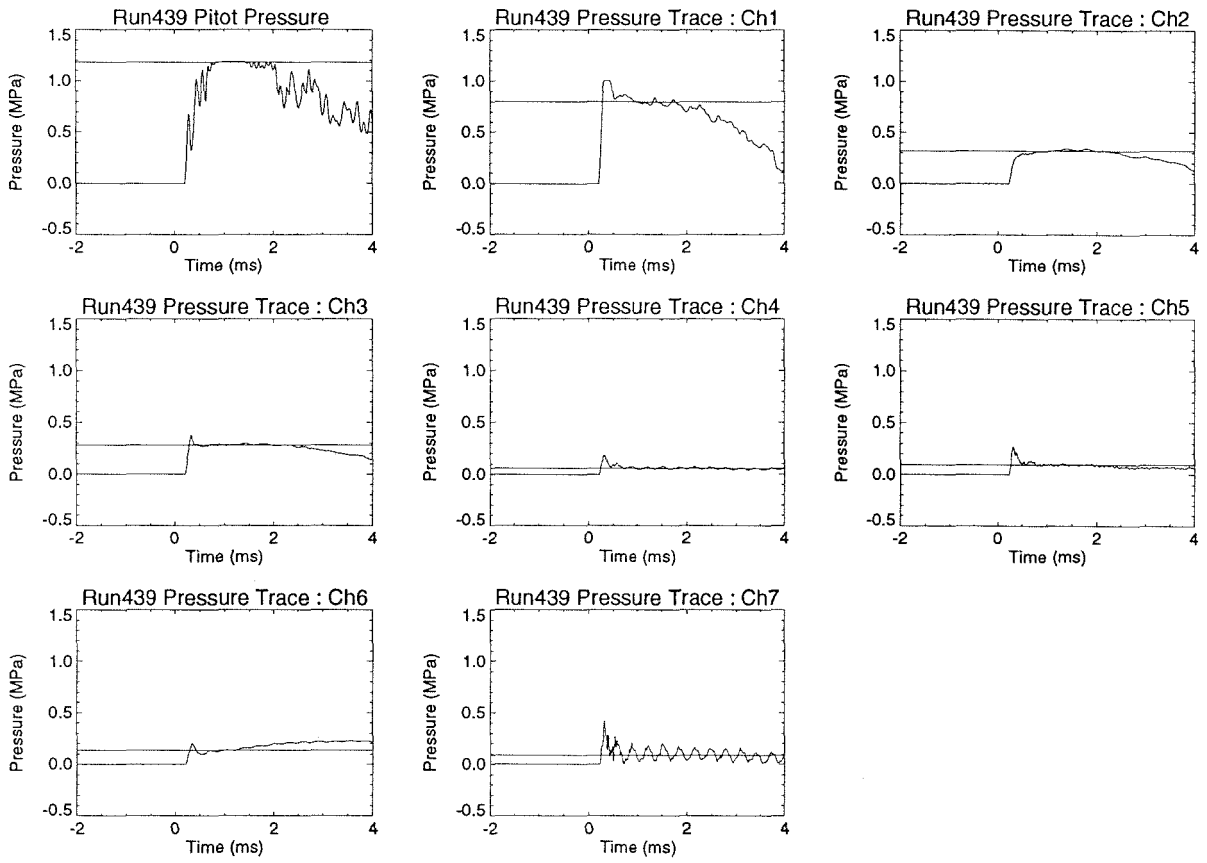 Run439 Pitot Pressure
1.5
1.0
0.5
0.0
-0.5
Pressure (MPa)
-2 0 2 4
Time (ms)
Run439 Pressure Trace : Ch1
1.5
1.0
0.5
0.0
-0.5
Pressure (MPa)
-2 0 2 4
Time (ms)
Run439 Pressure Trace : Ch2
1.5
1.0
0.5
0.0
-0.5
Pressure (MPa)
-2 0 2 4
Time (ms)
Run439 Pressure Trace : Ch3
1.5
1.0
0.5
0.0
-0.5
Pressure (MPa)
-2 0 2 4
Time (ms)
Run439 Pressure Trace : Ch4
1.5
1.0
0.5
0.0
-0.5
Pressure (MPa)
-2 0 2 4
Time (ms)
Run439 Pressure Trace : Ch5
1.5
1.0
0.5
0.0
-0.5
Pressure (MPa)
-2 0 2 4
Time (ms)
Run439 Pressure Trace : Ch6
1.5
1.0
0.5
0.0
-0.5
Pressure (MPa)
-2 0 2 4
Time (ms)
Run439 Pressure Trace : Ch7
1.5
1.0
0.5
0.0
-0.5
Pressure (MPa)
-2 0 2 4
Time (ms)